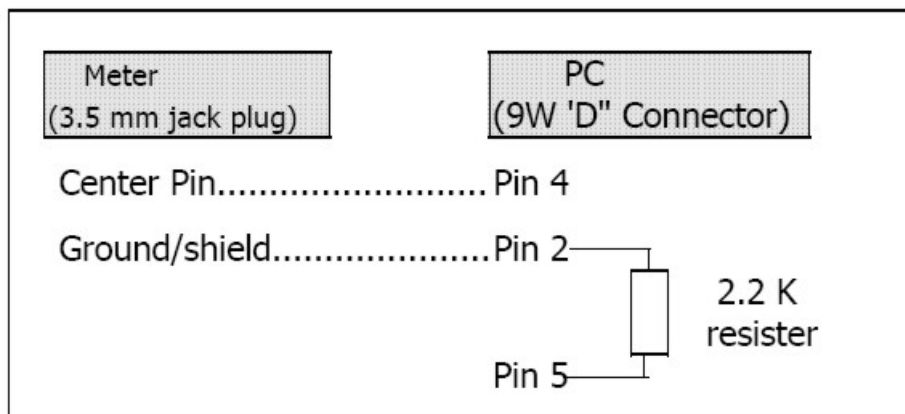 Meter
(3.5 mm jack plug)
PC
(9W 'D" Connector)
Center Pin.......................... Pin 4
Ground/shield..................... Pin 2
2.2 K
resister
Pin 5